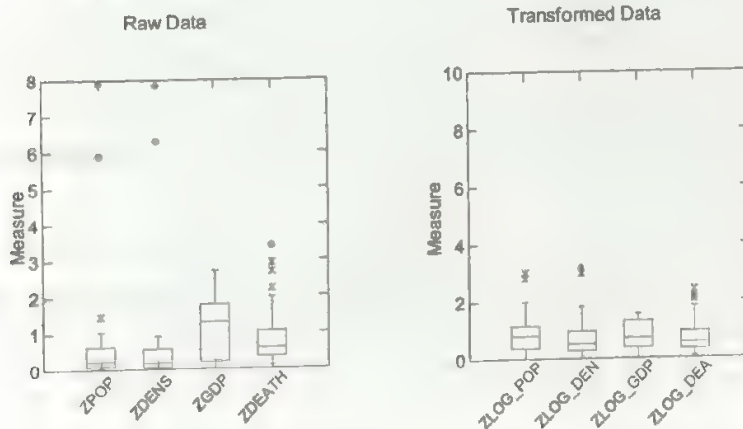 Raw Data
Measure
8
7
6
5
4
3
2
1
0
ZPOP
ZDENS
ZGDP
ZDEATH
Transformed Data
Measure
10
8
6
4
2
0
ZLOG_POP
ZLOG_DEN
ZLOG_GDP
ZLOG_DEA